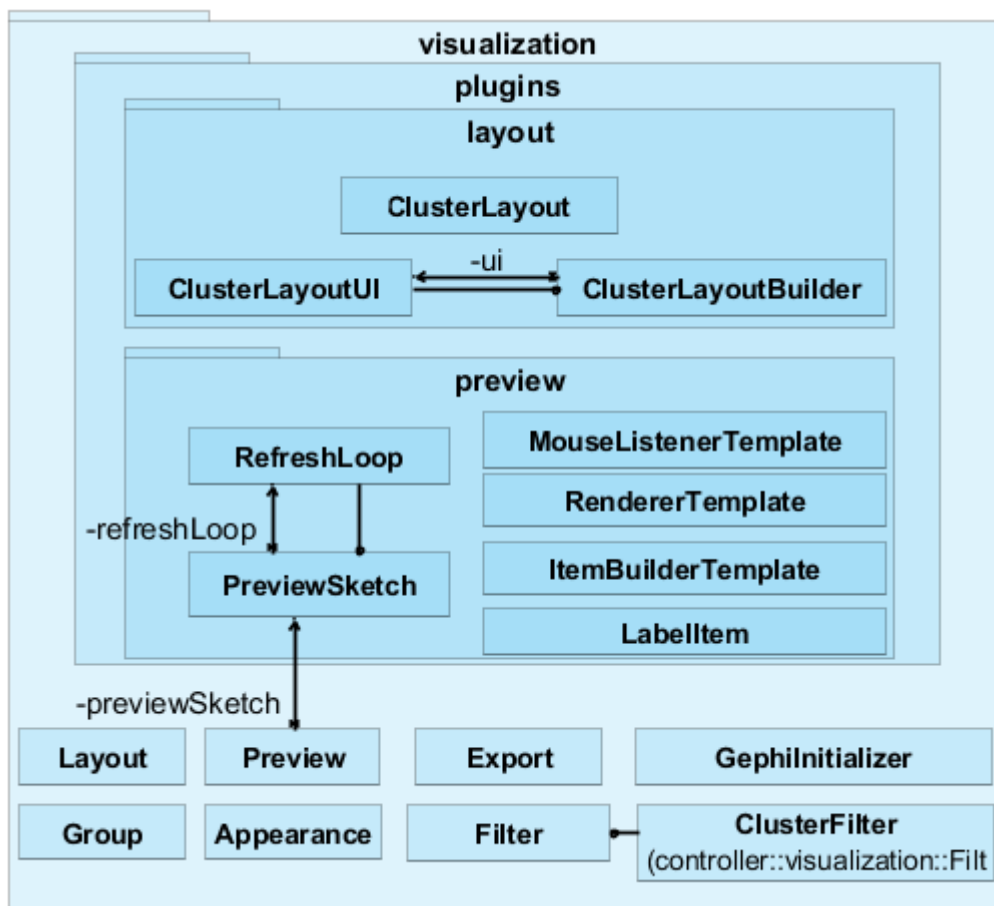 visualization
plugins
layout
ClusterLayout
-ui
ClusterLayoutUI
ClusterLayoutBuilder
preview
RefreshLoop
MouseListenerTemplate
RendererTemplate
-refreshLoop
PreviewSketch
ItemBuilderTemplate
LabelItem
-previewSketch
Layout
Preview
Export
GephiInitializer
Group
Appearance
Filter
ClusterFilter
(controller::visualization::Filt